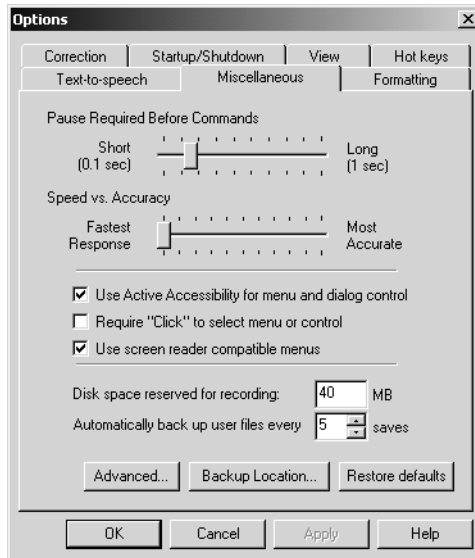 Options
Correction Startup/Shutdown View Hot keys
Text-to-speech Miscellaneous Formatting
Pause Required Before Commands
Short
(0.1 sec)
Long
(1 sec)
Speed vs. Accuracy
Fastest
Response
Most
Accurate
Use Active Accessibility for menu and dialog control
Require "Click" to select menu or control
Use screen reader compatible menus
Disk space reserved for recording: 40 MB
Automatically back up user files every 5 saves
Advanced... Backup Location... Restore defaults
OK Cancel Apply Help